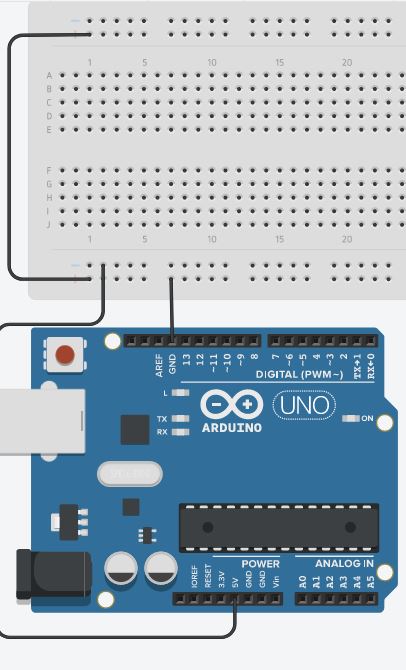 1 5 10 15 20
A
B
C
D
E
F
G
H
I
J
1 5 10 15 20
AREF
GND
13
12
~11
~10
~9
8
7
~6
~5
4
~3
2
TX→1
RX←0
DIGITAL (PWM~)
L
TX
RX
UNO
ON
ARDUINO
POWER
ANALOG IN
IOREF
RESET
3.3V
5V
GND
GND
Vin
A0
A1
A2
A3
A4
A5